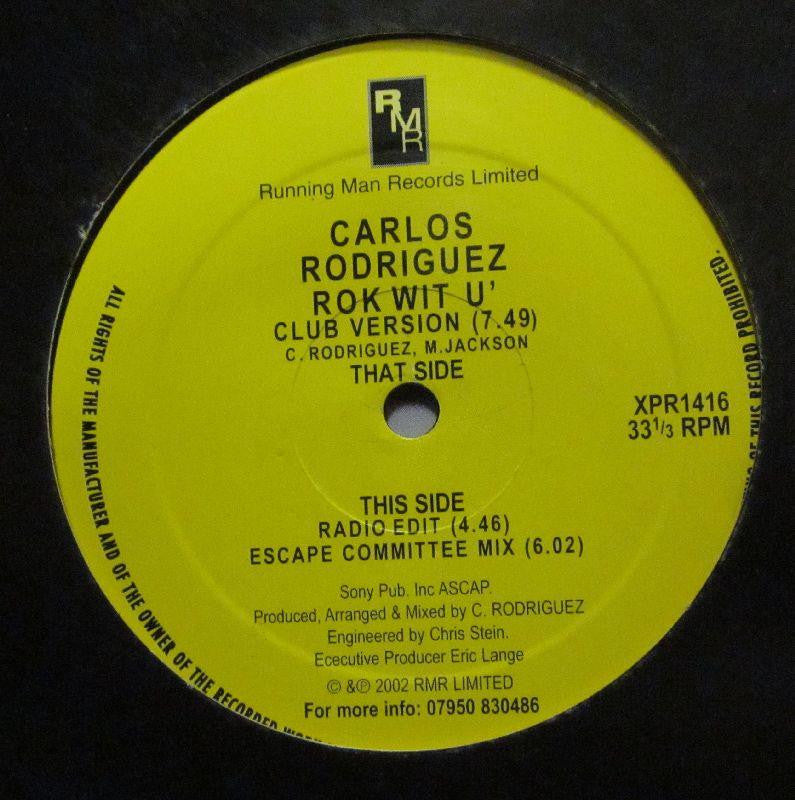 RMR
Running Man Records Limited
CARLOS
RODRIGUEZ
ROK WIT U'
CLUB VERSION (7.49)
C. RODRIGUEZ, M.JACKSON
THAT SIDE
XPR1416
33 1/3 RPM
THIS SIDE
RADIO EDIT (4.46)
ESCAPE COMMITTEE MIX (6.02)
Sony Pub. Inc ASCAP.
Produced, Arranged & Mixed by C. RODRIGUEZ
Engineered by Chris Stein.
Ececutive Producer Eric Lange
© &℗ 2002 RMR LIMITED
For more info: 07950 830486
ALL RIGHTS OF THE MANUFACTURER AND OF THE OWNER OF THE RECORDED WORK
OF THIS RECORD PROHIBITED.